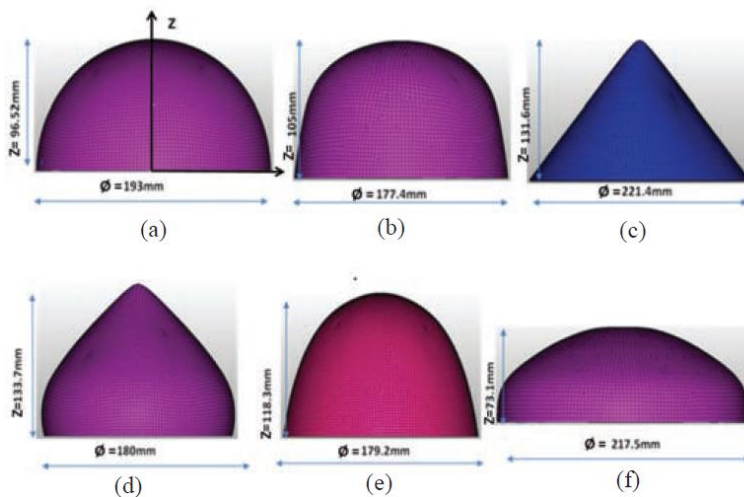 Z
Z= 96.52mm
Ø =193mm
(a)
Z= 105mm
Ø =177.4mm
(b)
Z= 131.6mm
Ø =221.4mm
(c)
Z=133.7mm
Ø =180mm
(d)
Z=118.3mm
Ø =179.2mm
(e)
Z=73.1mm
Ø = 217.5mm
(f)